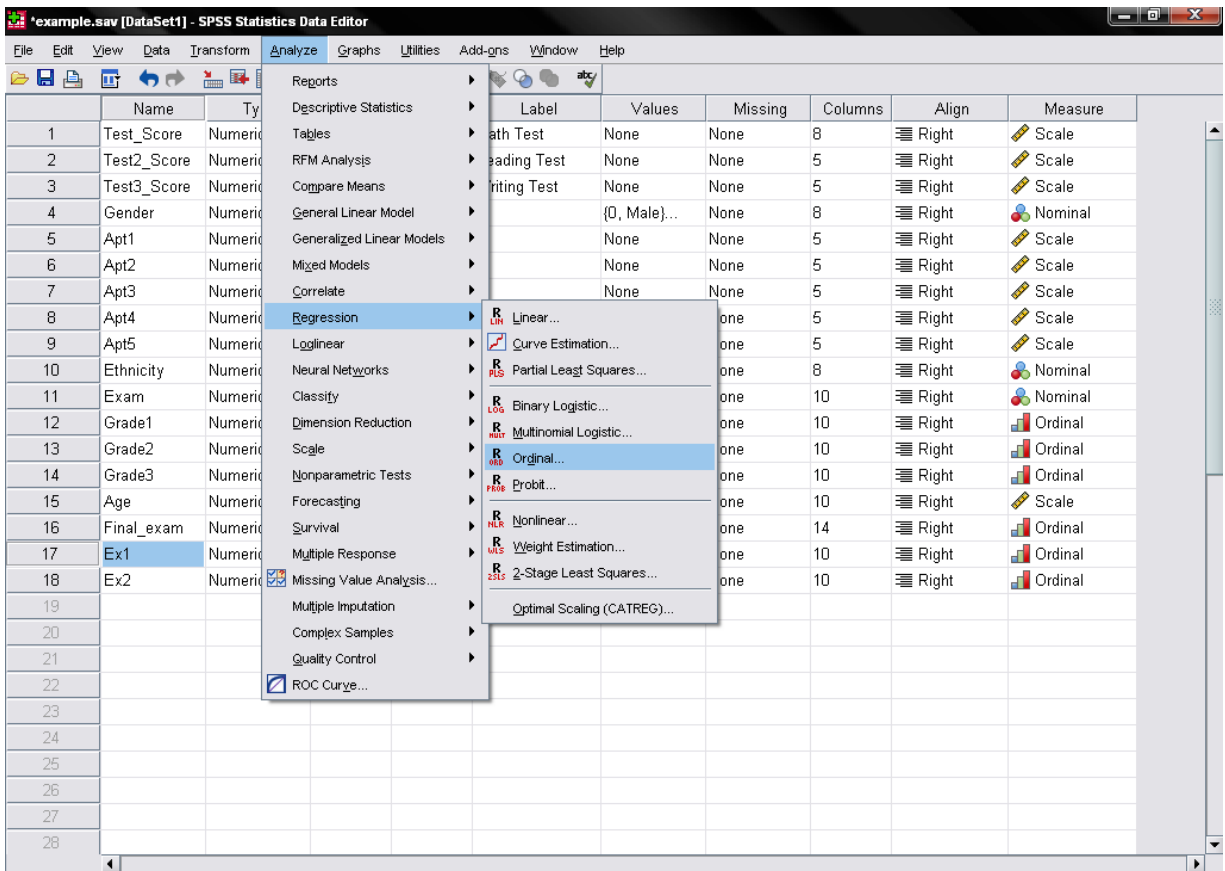 *example.sav [DataSet1] - SPSS Statistics Data Editor
File Edit View Data Transform Analyze Graphs Utilities Add-ons Window Help
Name Ty Label Values Missing Columns Align Measure
1 Test_Score Numeric ath Test None None 8 Right Scale
2 Test2_Score Numeric eading Test None None 5 Right Scale
3 Test3_Score Numeric riting Test None None 5 Right Scale
4 Gender Numeric {0, Male}... None 8 Right Nominal
5 Apt1 Numeric None None 5 Right Scale
6 Apt2 Numeric None None 5 Right Scale
7 Apt3 Numeric None None 5 Right Scale
8 Apt4 Numeric one 5 Right Scale
9 Apt5 Numeric one 5 Right Scale
10 Ethnicity Numeric one 8 Right Nominal
11 Exam Numeric one 10 Right Nominal
12 Grade1 Numeric one 10 Right Ordinal
13 Grade2 Numeric one 10 Right Ordinal
14 Grade3 Numeric one 10 Right Ordinal
15 Age Numeric one 10 Right Scale
16 Final_exam Numeric one 14 Right Ordinal
17 Ex1 Numeric one 10 Right Ordinal
18 Ex2 Numeric one 10 Right Ordinal
19
20
21
22
23
24
25
26
27
28
Reports
Descriptive Statistics
Tables
RFM Analysis
Compare Means
General Linear Model
Generalized Linear Models
Mixed Models
Correlate
Regression
Loglinear
Neural Networks
Classify
Dimension Reduction
Scale
Nonparametric Tests
Forecasting
Survival
Multiple Response
Missing Value Analysis...
Multiple Imputation
Complex Samples
Quality Control
ROC Curve...
R LIN Linear...
Curve Estimation...
R PLS Partial Least Squares...
R LOG Binary Logistic...
R MULT Multinomial Logistic...
R ORD Ordinal...
R PROB Probit...
R NLR Nonlinear...
R WLS Weight Estimation...
R 2SLS 2-Stage Least Squares...
Optimal Scaling (CATREG)...